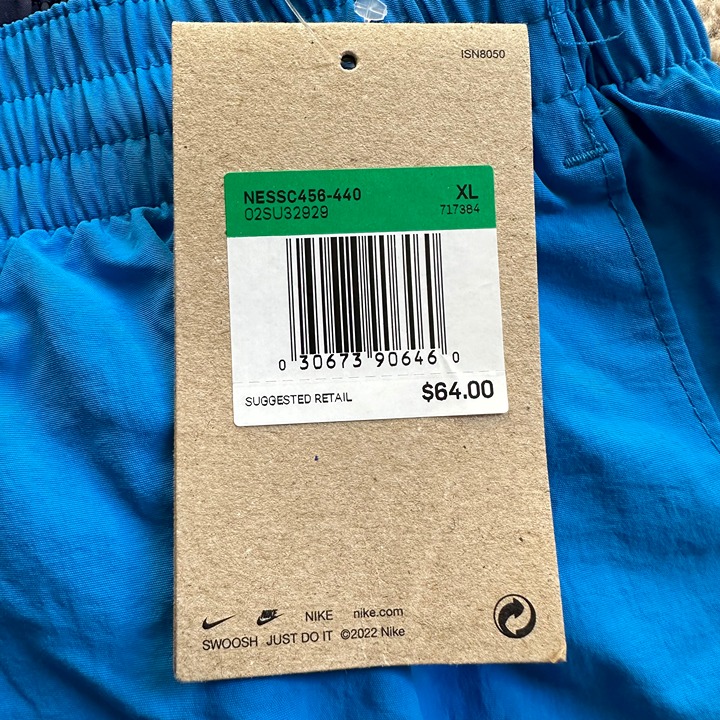 ISN8050
NESSC456-440 XL
02SU32929 717384
0 30673 90646 0
SUGGESTED RETAIL $64.00
NIKE NIKE nike.com
SWOOSH JUST DO IT ©2022 Nike